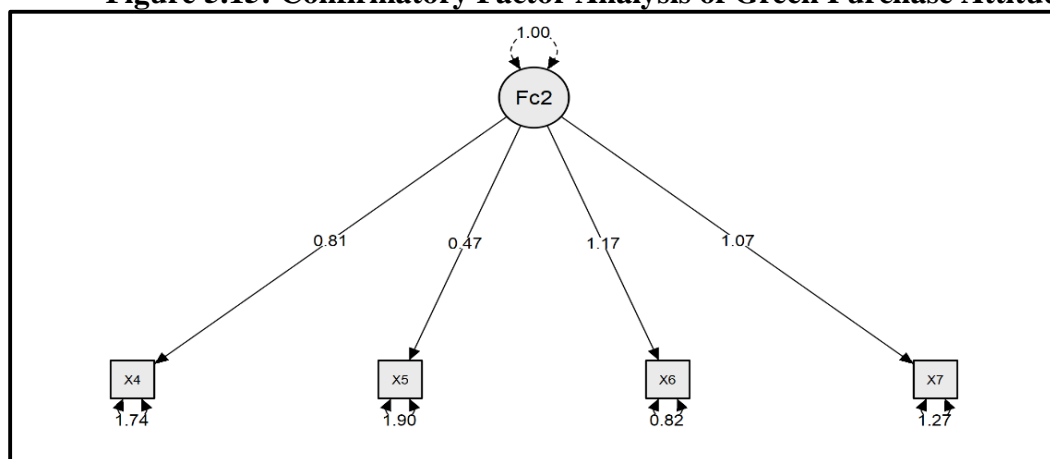 Figure 5.15: Confirmatory Factor Analysis of Green Purchase Attitud
1.00
Fc2
0.81 0.47 1.17 1.07
X4 X5 X6 X7
1.74 1.90 0.82 1.27